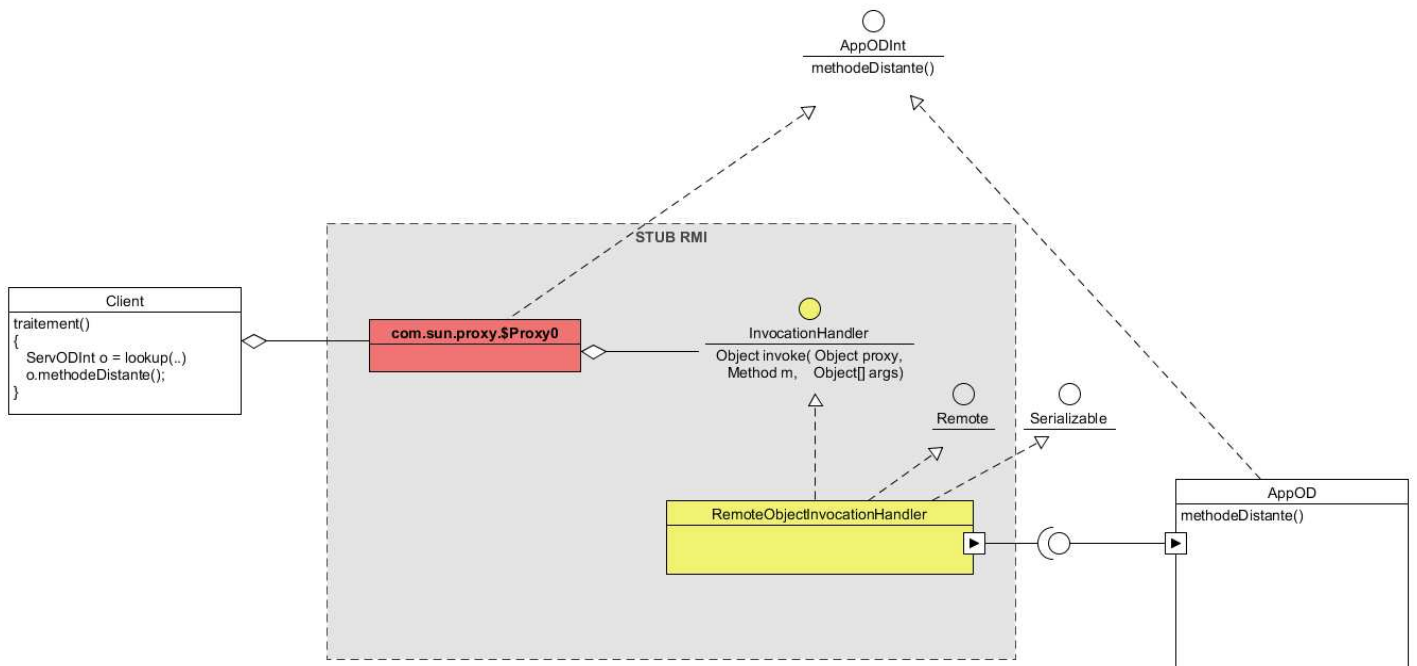 AppODInt
methodeDistante()
STUB RMI
Client
traitement()
{
ServODInt o = lookup(..)
o.methodeDistante();
}
com.sun.proxy.$Proxy0
InvocationHandler
Object invoke( Object proxy,
Method m, Object[] args)
Remote
Serializable
RemoteObjectInvocationHandler
AppOD
methodeDistante()